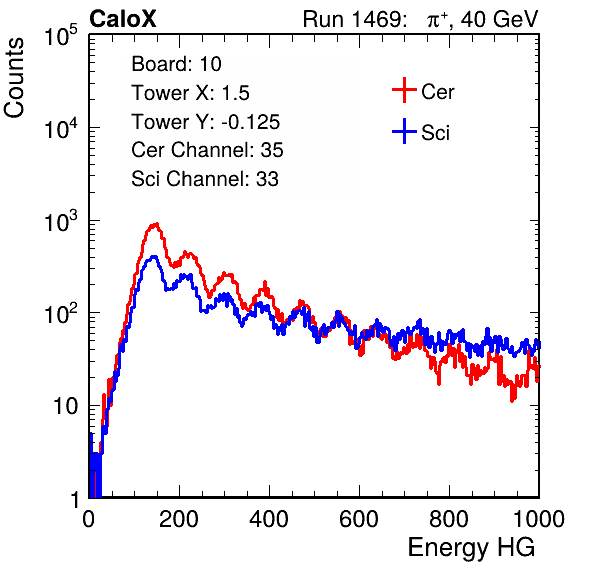 CaloX Run 1469: π⁺, 40 GeV
Counts
Board: 10
Tower X: 1.5
Tower Y: -0.125
Cer Channel: 35
Sci Channel: 33
Cer
Sci
10⁵
10⁴
10³
10²
10
1
0 200 400 600 800 1000
Energy HG